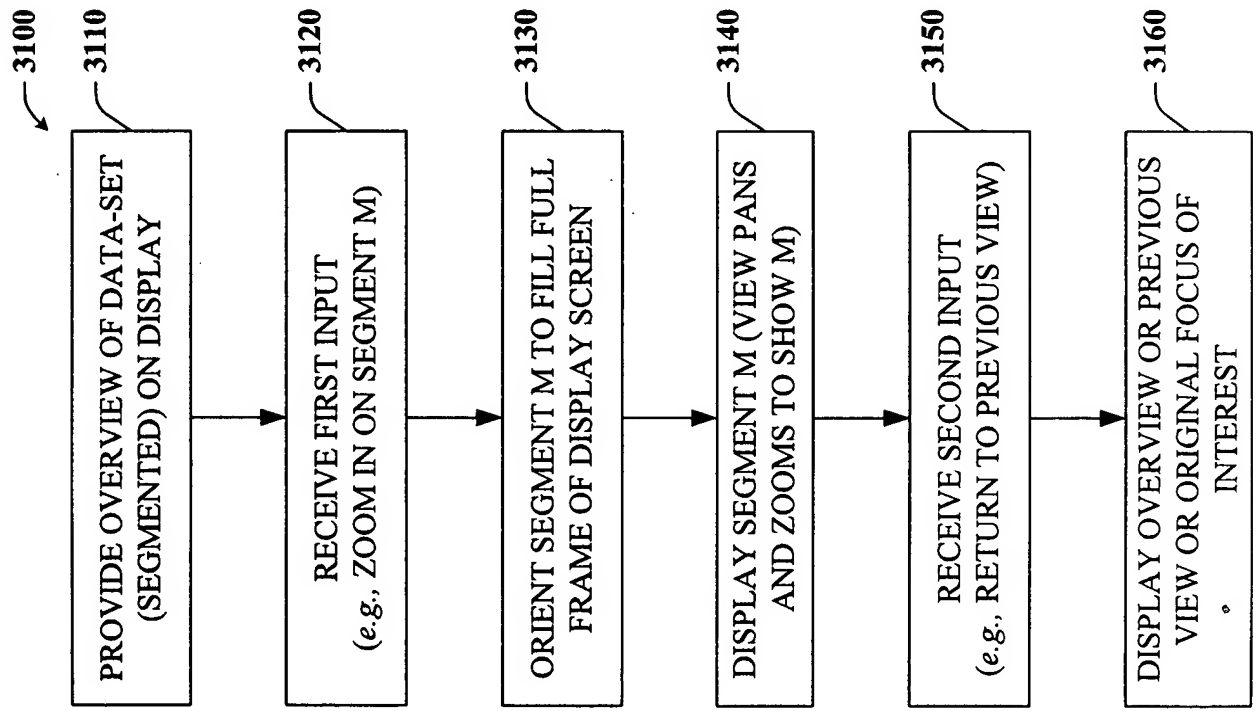 3100
3110
PROVIDE OVERVIEW OF DATA-SET
(SEGMENTED) ON DISPLAY
3120
RECEIVE FIRST INPUT
(e.g., ZOOM IN ON SEGMENT M)
3130
ORIENT SEGMENT M TO FILL FULL
FRAME OF DISPLAY SCREEN
3140
DISPLAY SEGMENT M (VIEW PANS
AND ZOOMS TO SHOW M)
3150
RECEIVE SECOND INPUT
(e.g., RETURN TO PREVIOUS VIEW)
3160
DISPLAY OVERVIEW OR PREVIOUS
VIEW OR ORIGINAL FOCUS OF
INTEREST